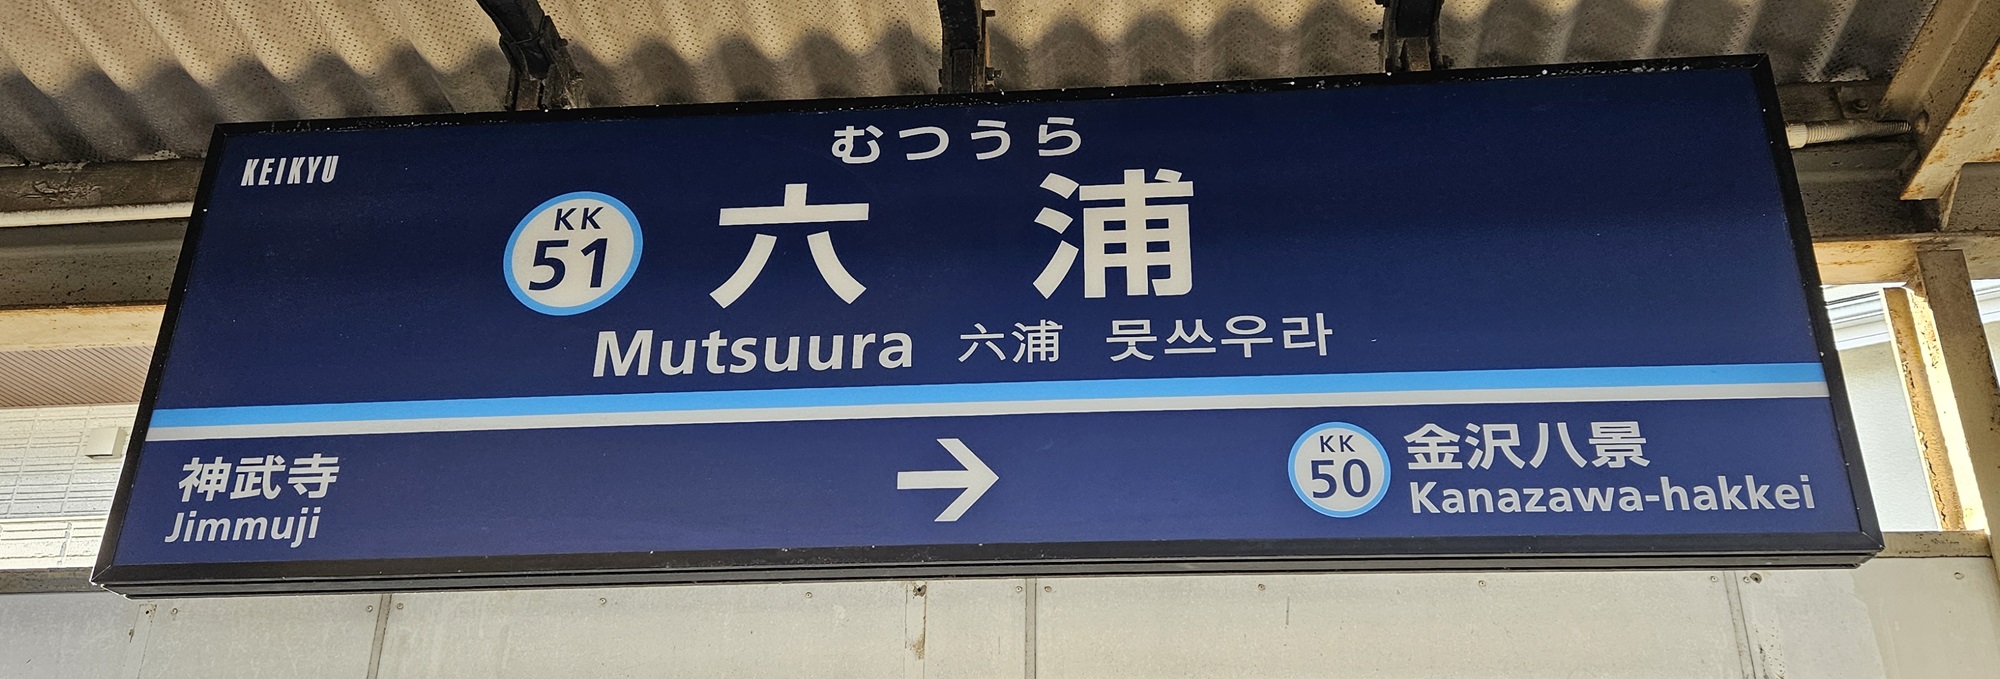 KEIKYU
むつうら
KK
51
六浦
Mutsuura 六浦 뭇쓰우라
神武寺
Jimmuji
→
KK
50
金沢八景
Kanazawa-hakkei